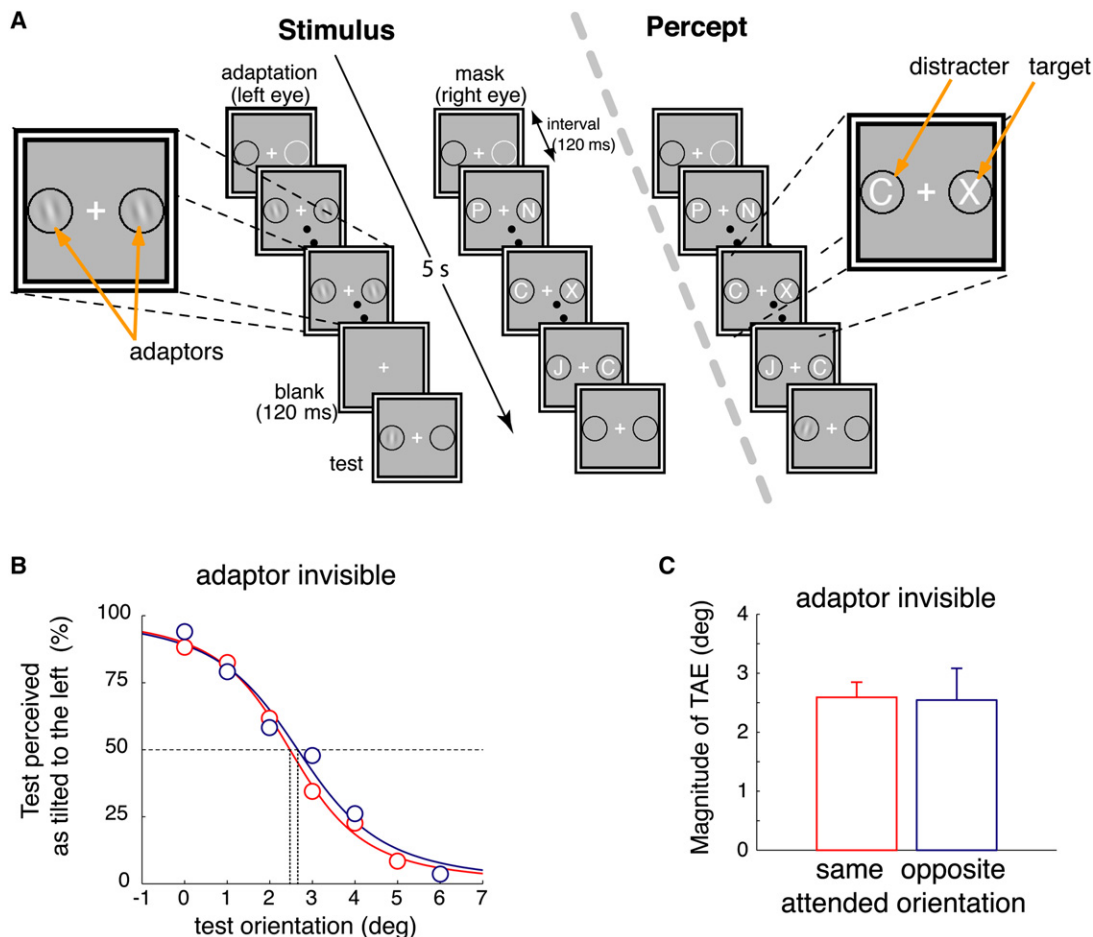 A
Stimulus
Percept
adaptation
(left eye)
mask
(right eye)
interval
(120 ms)
distracter
target
+
+
+
+
+
P + N
P + N
C + X
+
C + X
C + X
5 s
adaptors
+
J + C
J + C
blank
(120 ms)
+
+
+
test
B
adaptor invisible
Test perceived
as tilted to the left (%)
100
75
50
25
0
-1 0 1 2 3 4 5 6 7
test orientation (deg)
C
adaptor invisible
Magnitude of TAE (deg)
4
3
2
1
0
same opposite
attended orientation